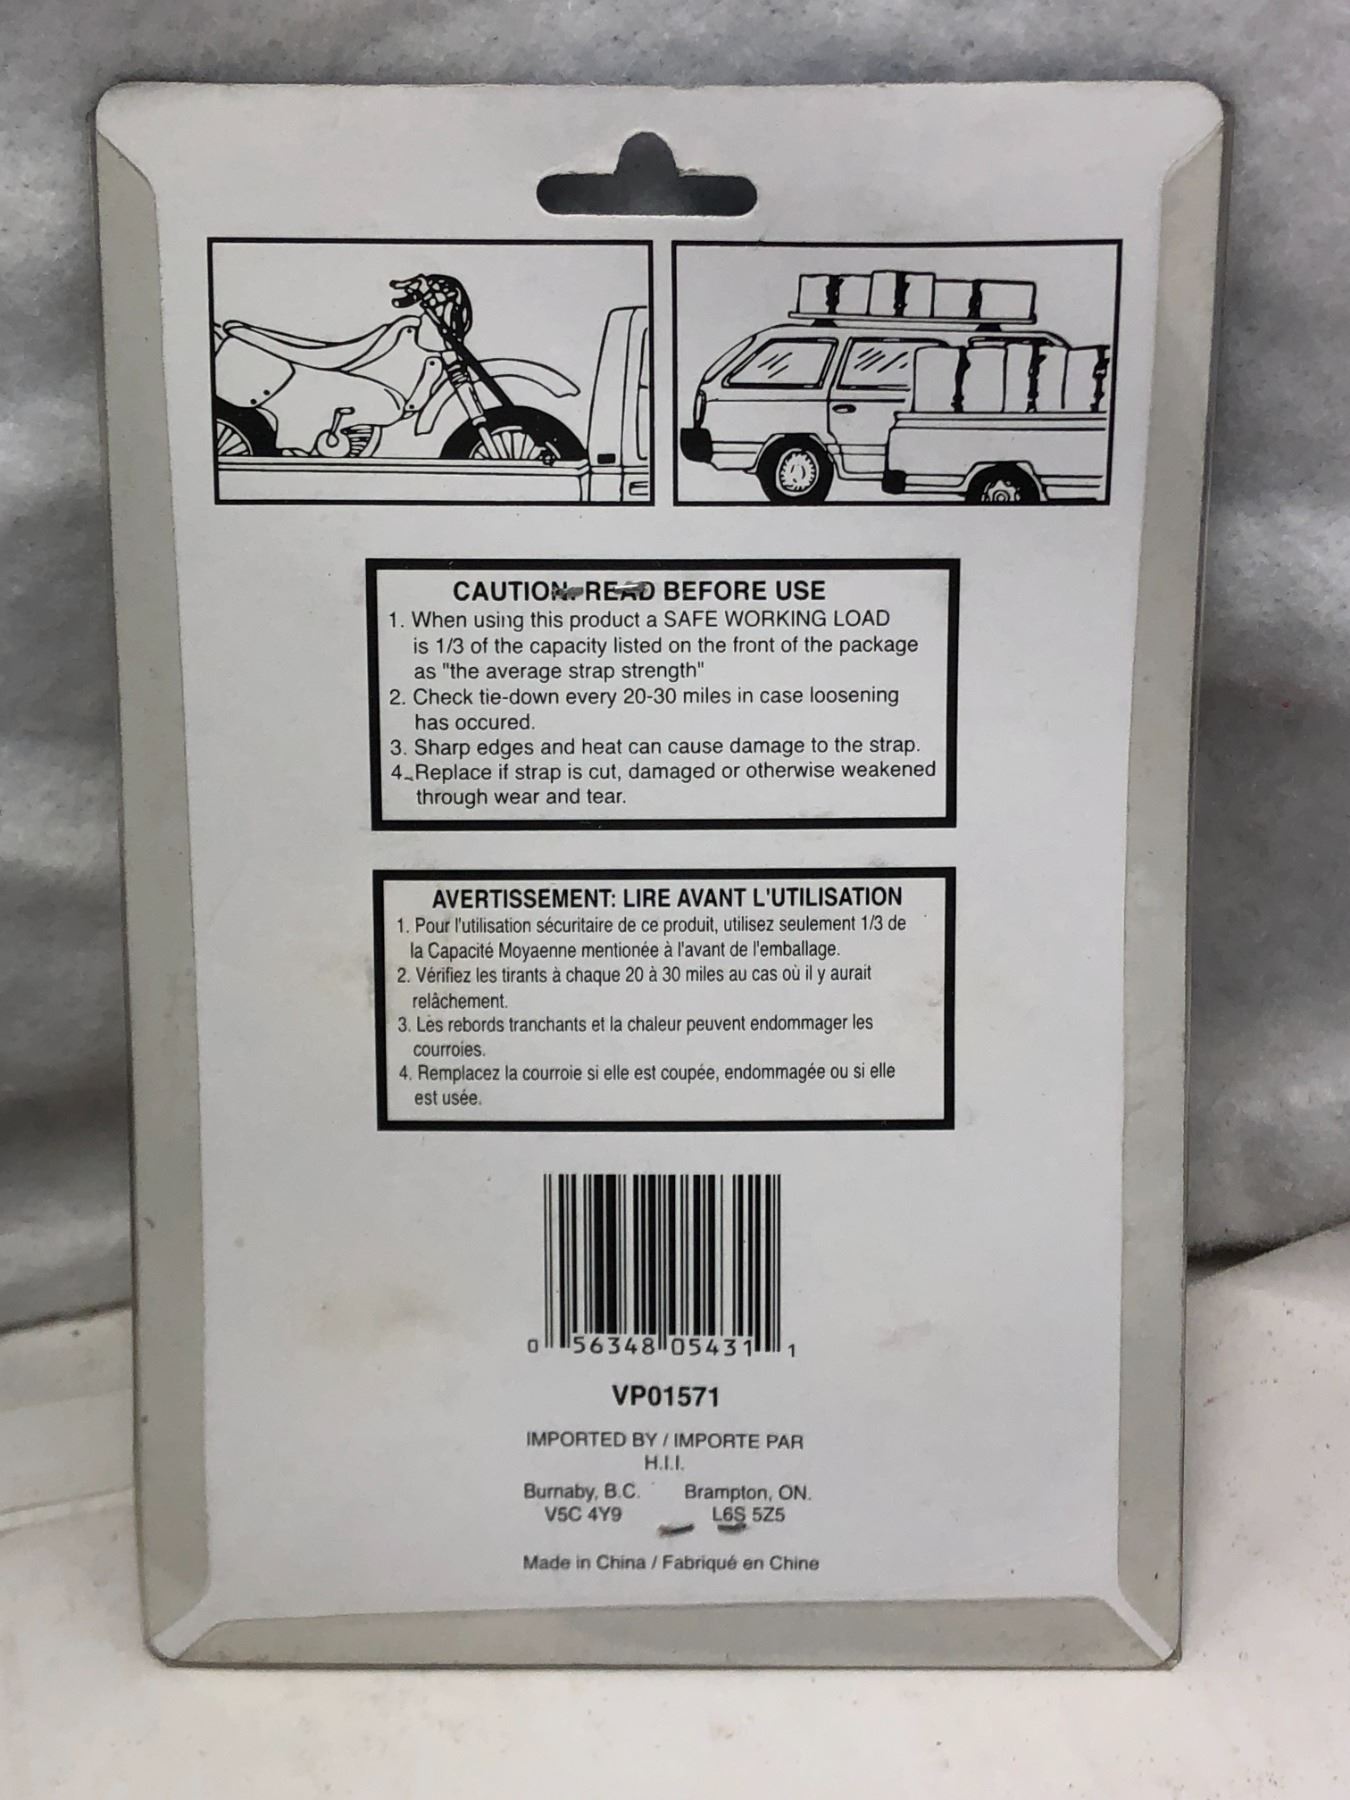 CAUTION: READ BEFORE USE
1. When using this product a SAFE WORKING LOAD
is 1/3 of the capacity listed on the front of the package
as "the average strap strength"
2. Check tie-down every 20-30 miles in case loosening
has occured.
3. Sharp edges and heat can cause damage to the strap.
4. Replace if strap is cut, damaged or otherwise weakened
through wear and tear.
AVERTISSEMENT: LIRE AVANT L'UTILISATION
1. Pour l'utilisation sécuritaire de ce produit, utilisez seulement 1/3 de
la Capacité Moyaenne mentionée à l'avant de l'emballage.
2. Vérifiez les tirants à chaque 20 à 30 miles au cas où il y aurait
relâchement.
3. Les rebords tranchants et la chaleur peuvent endommager les
courroies.
4. Remplacez la courroie si elle est coupée, endommagée ou si elle
est usée.
0 56348 05431 1
VP01571
IMPORTED BY / IMPORTE PAR
H.I.I.
Burnaby, B.C. Brampton, ON.
V5C 4Y9 L6S 5Z5
Made in China / Fabriqué en Chine